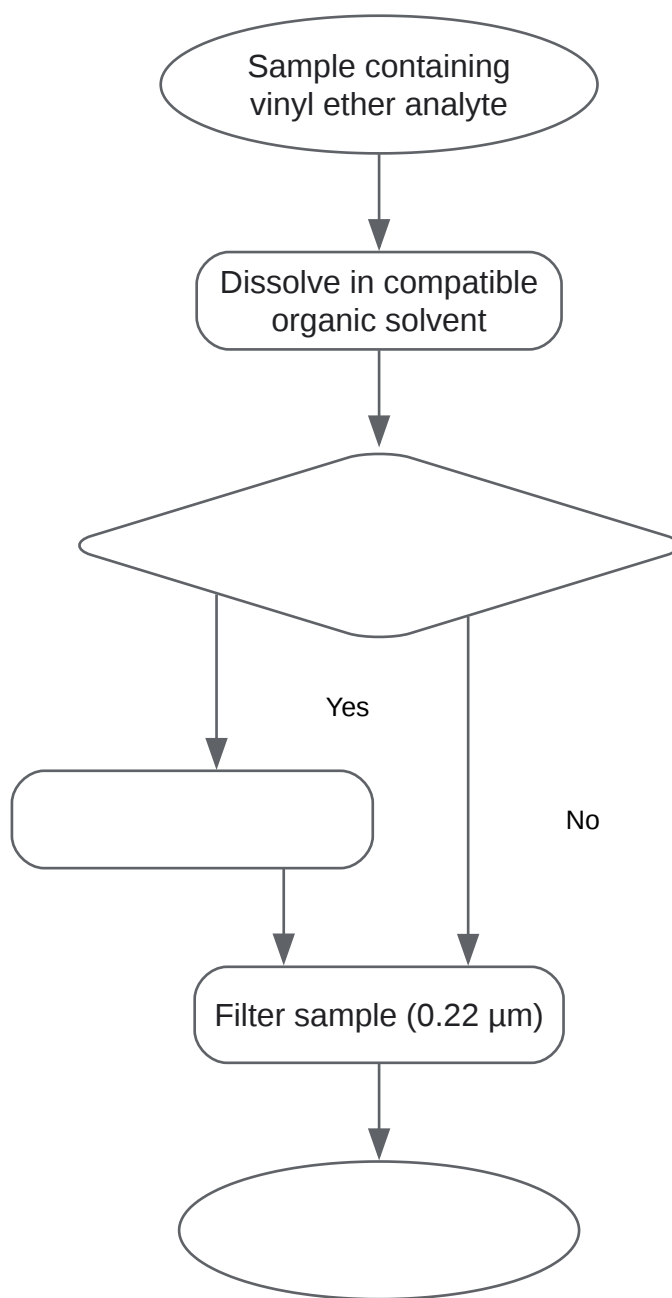 Sample containing
vinyl ether analyte
Dissolve in compatible
organic solvent
Yes
No
Filter sample (0.22 µm)